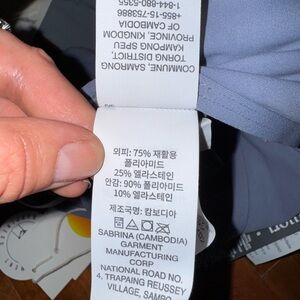 COMMUNE, SAMRONG
TORNG DISTRICT,
KAMPONG SPEU
PROVINCE, KINGDOM
OF CAMBODIA
+855-15-753886
1-844-880-5355
외피: 75% 재활용
폴리아미드
25% 엘라스테인
안감: 90% 폴리아미드
10% 엘라스테인
제조국명: 캄보디아
SABRINA (CAMBODIA)
GARMENT
MANUFACTURING
CORP
NATIONAL ROAD NO.
4, TRAPAING REUSSEY
VILLAGE, SAMBO